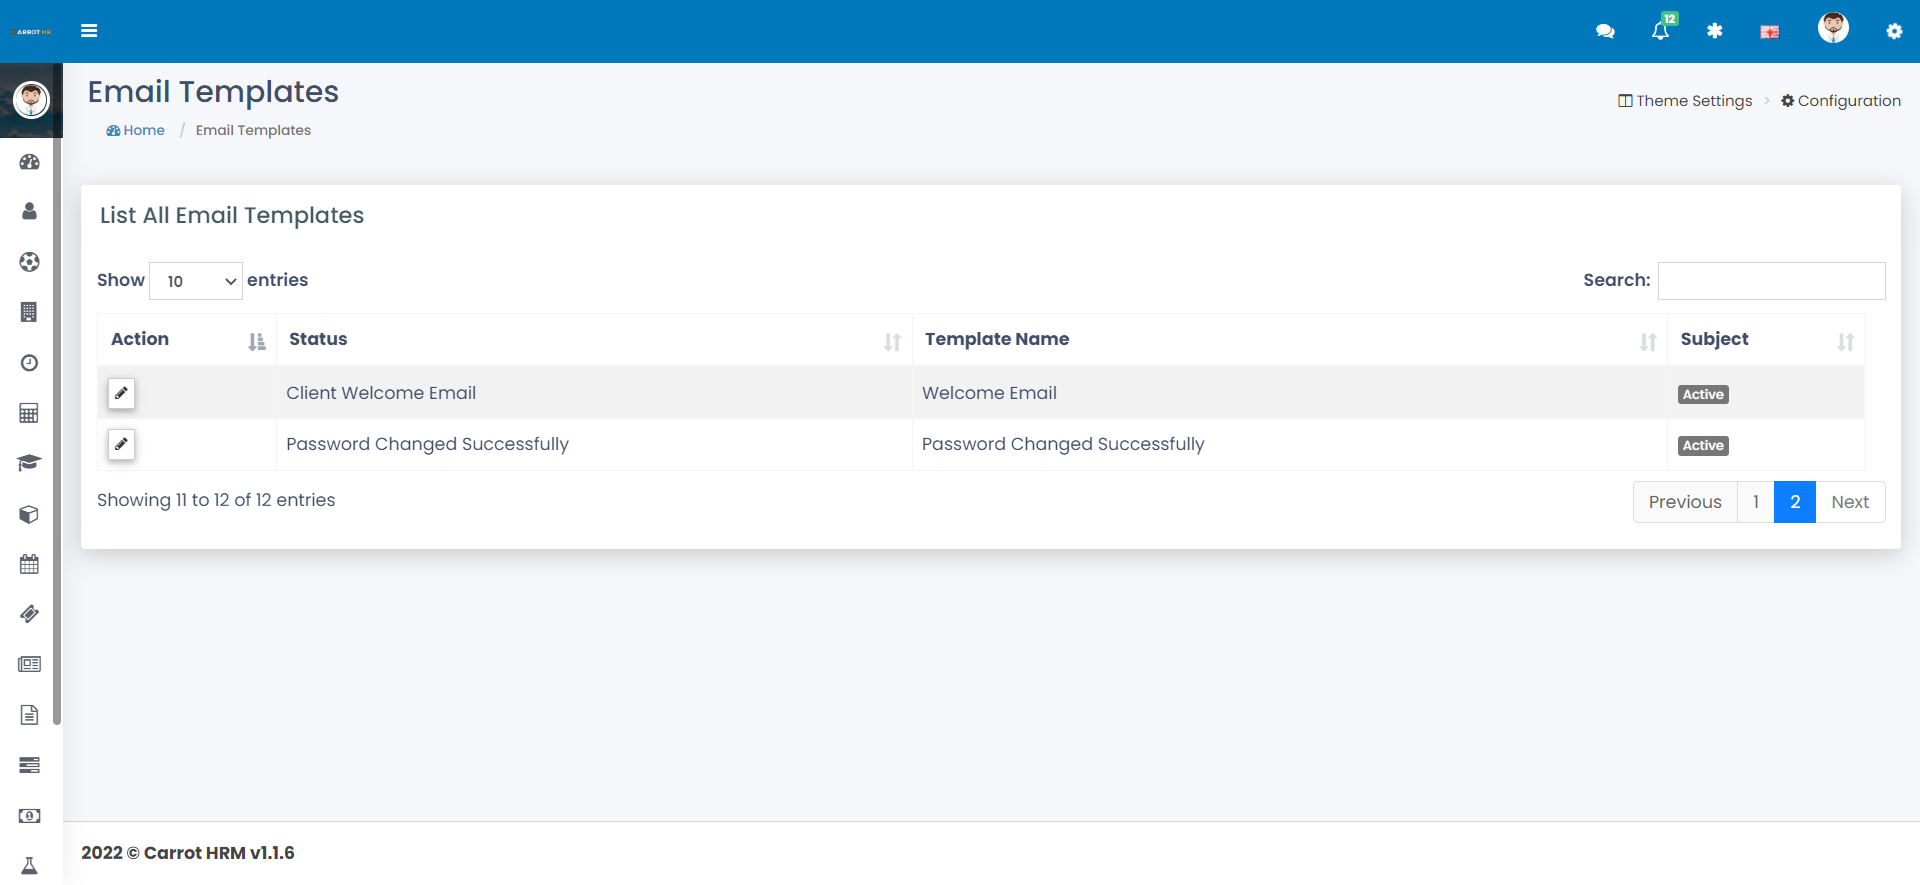 ARROT HR
12
Email Templates
Home / Email Templates
Theme Settings > Configuration
List All Email Templates
Show 10 entries
Search:
Action Status Template Name Subject
Client Welcome Email Welcome Email Active
Password Changed Successfully Password Changed Successfully Active
Showing 11 to 12 of 12 entries
Previous 1 2 Next
2022 © Carrot HRM v1.1.6